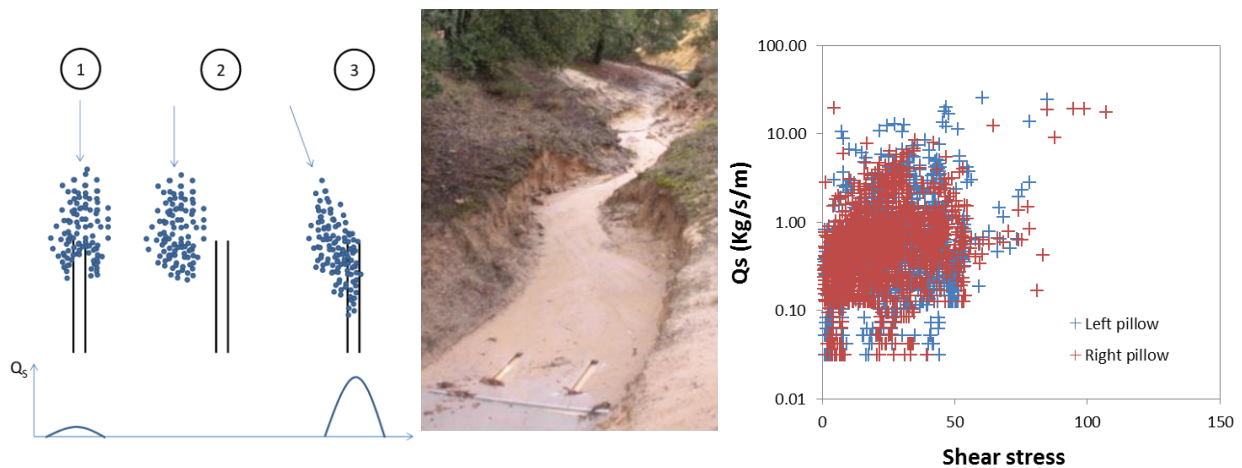 1
2
3
Qs
100.00
10.00
1.00
0.10
0.01
Qs (Kg/s/m)
0
50
100
150
Shear stress
Left pillow
Right pillow